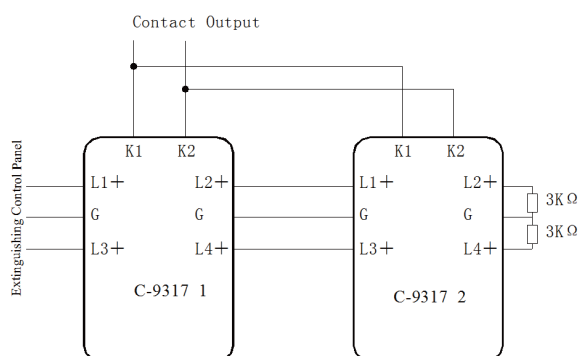 Contact Output
K1 K2 K1 K2
Extinguishing Control Panel
L1+ L2+ L1+ L2+
3KΩ
G G G G
3KΩ
L3+ L4+ L3+ L4+
C-9317 1 C-9317 2